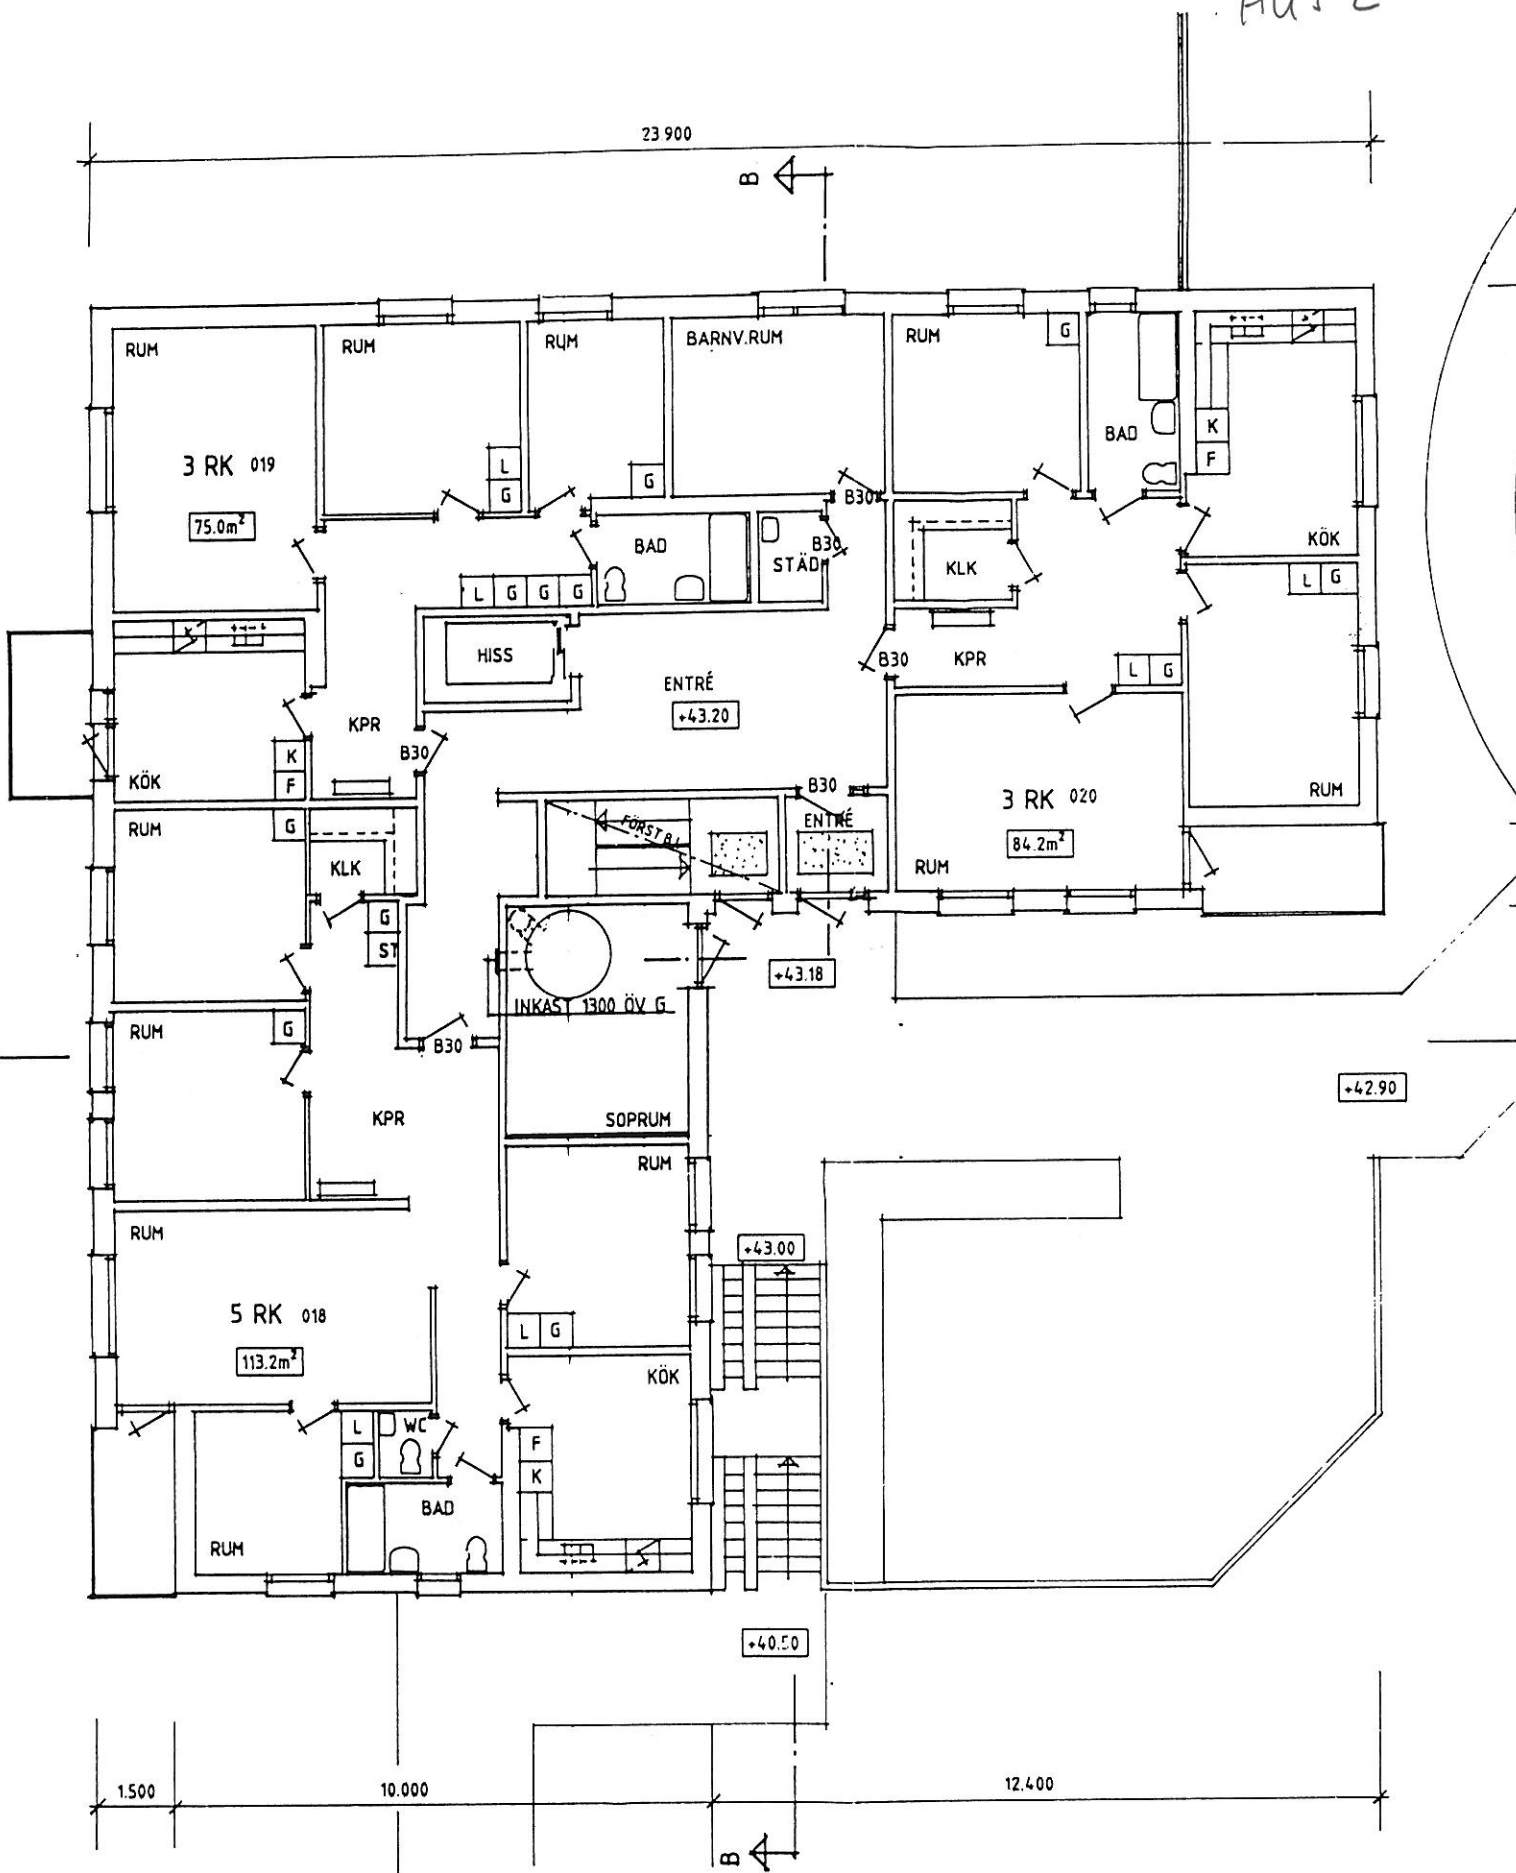 HUS 2
23 900
B
RUM
RUM
RUM
BARNV.RUM
RUM
G
BAD
K
F
KÖK
3 RK 019
75.0m²
L
G
G
B30
BAD
STÄD
B30
KLK
L G
L G G G
HISS
ENTRÉ
+43.20
B30
KPR
L G
KPR
B30
K
F
KÖK
B30
ENTRÉ
3 RK 020
84.2m²
RUM
RUM
RUM
G
KLK
G
ST
+43.18
INKAST 1300 ÖV G
B30
RUM
G
KPR
SOPRUM
RUM
+42.90
RUM
+43.00
5 RK 018
113.2m²
L G
KÖK
L
G
WC
F
K
BAD
RUM
+40.50
1.500
10.000
12.400
B